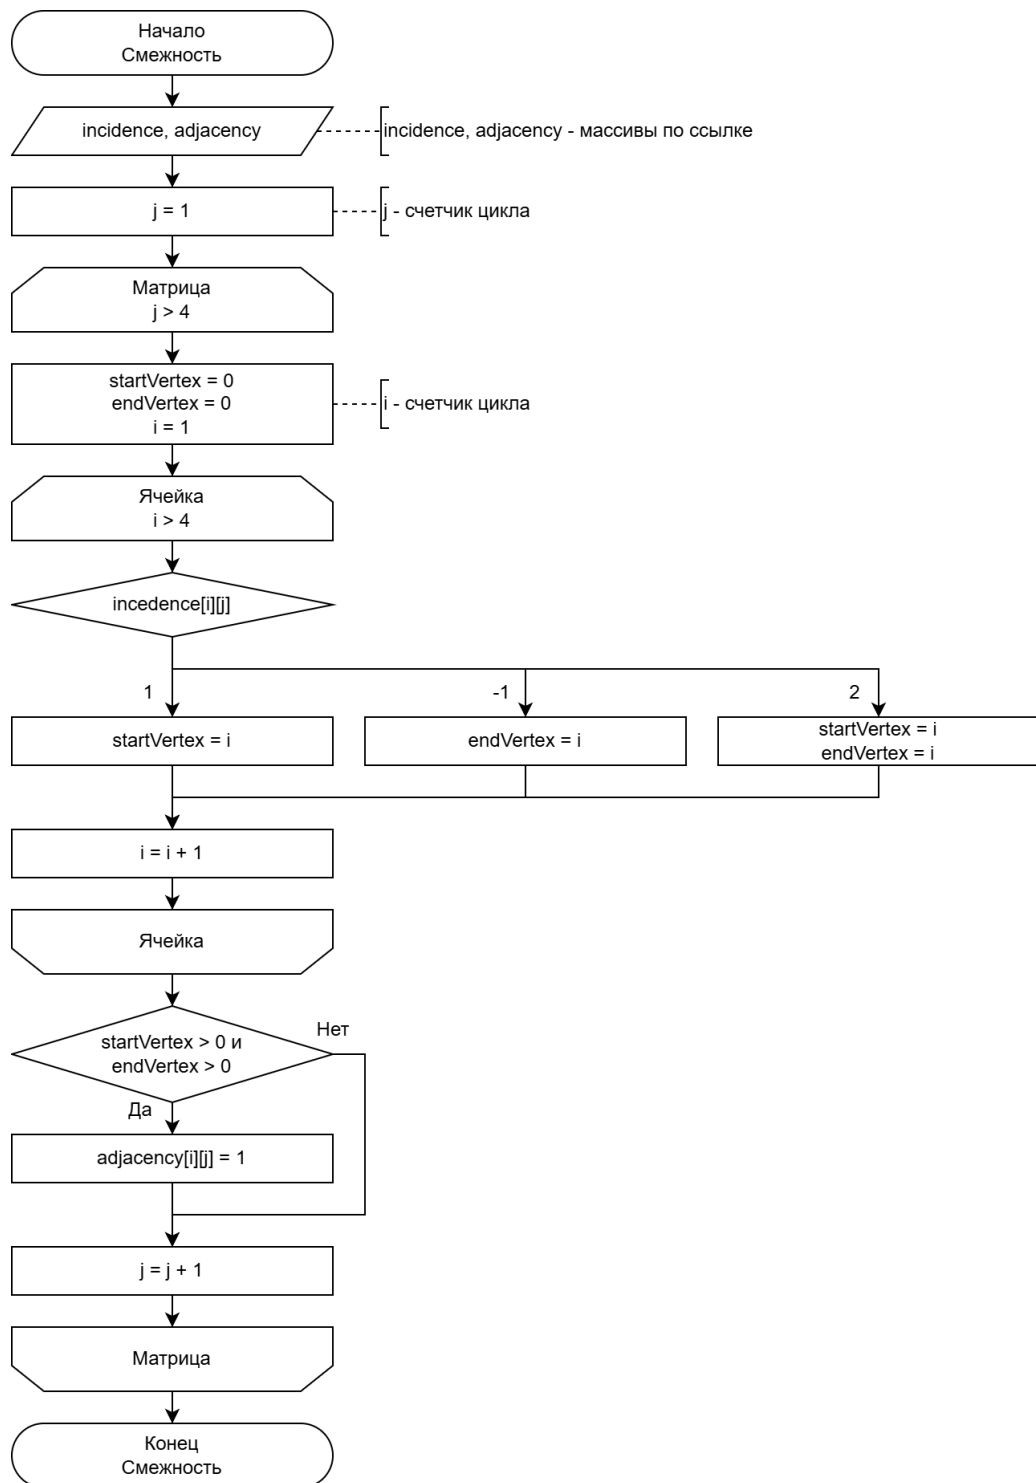 Начало
Смежность
incidence, adjacency
incidence, adjacency - массивы по ссылке
j = 1
j - счетчик цикла
Матрица
j > 4
startVertex = 0
endVertex = 0
i = 1
i - счетчик цикла
Ячейка
i > 4
incedence[i][j]
1
-1
2
startVertex = i
endVertex = i
startVertex = i
endVertex = i
i = i + 1
Ячейка
startVertex > 0 и
endVertex > 0
Нет
Да
adjacency[i][j] = 1
j = j + 1
Матрица
Конец
Смежность